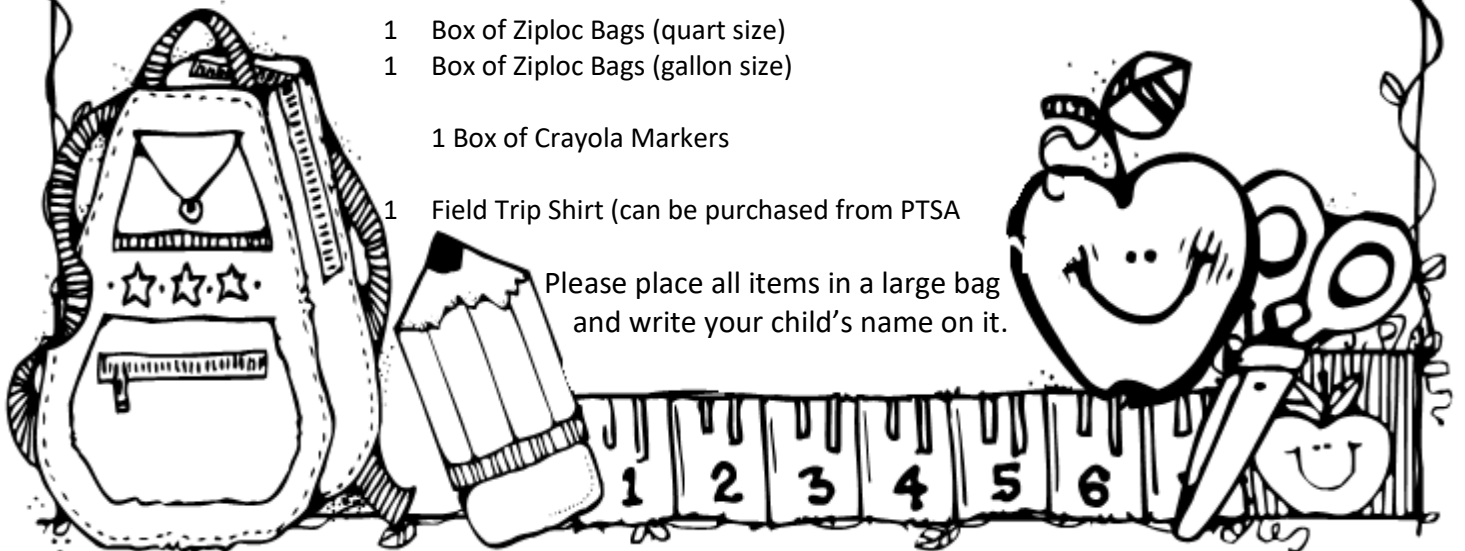 1 Box of Ziploc Bags (quart size)
1 Box of Ziploc Bags (gallon size)
1 Box of Crayola Markers
1 Field Trip Shirt (can be purchased from PTSA
Please place all items in a large bag
and write your child’s name on it.
1 2 3 4 5 6